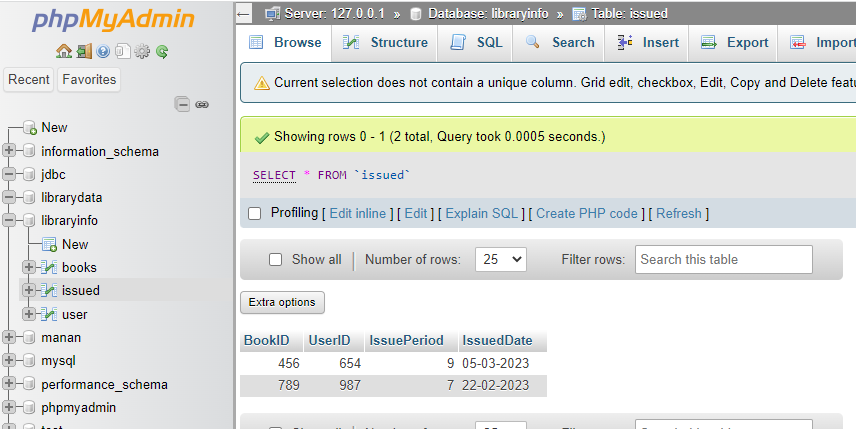 phpMyAdmin
Recent Favorites
New
information_schema
jdbc
librarydata
libraryinfo
New
books
issued
user
manan
mysql
performance_schema
phpmyadmin
test
Server: 127.0.0.1 » Database: libraryinfo » Table: issued
Browse Structure SQL Search Insert Export Import
Current selection does not contain a unique column. Grid edit, checkbox, Edit, Copy and Delete
Showing rows 0 - 1 (2 total, Query took 0.0005 seconds.)
SELECT * FROM `issued`
Profiling [ Edit inline ] [ Edit ] [ Explain SQL ] [ Create PHP code ] [ Refresh ]
Show all Number of rows: 25 Filter rows: Search this table
Extra options
BookID UserID IssuePeriod IssuedDate
456 654 9 05-03-2023
789 987 7 22-02-2023